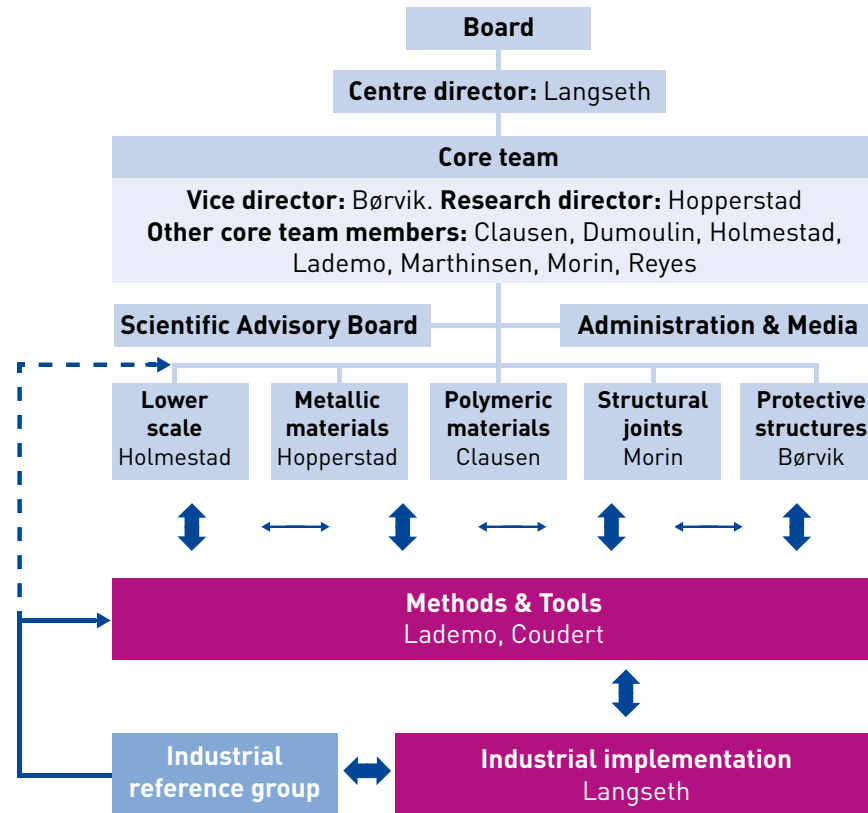 Board
Centre director: Langseth
Core team
Vice director: Børvik. Research director: Hopperstad
Other core team members: Clausen, Dumoulin, Holmestad,
Lademo, Marthinsen, Morin, Reyes
Scientific Advisory Board
Administration & Media
Lower
scale
Holmestad
Metallic
materials
Hopperstad
Polymeric
materials
Clausen
Structural
joints
Morin
Protective
structures
Børvik
Methods & Tools
Lademo, Coudert
Industrial
reference group
Industrial implementation
Langseth